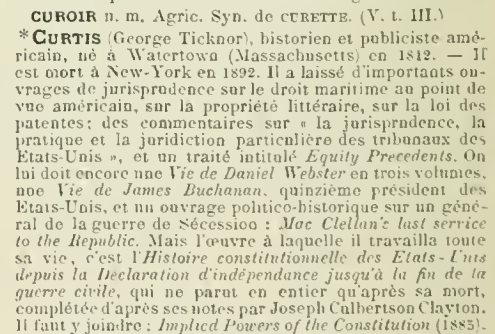 CUROIR n. m. Agric. Syn. de CURETTE. (V. t. III.)
*CURTIS (George Ticknor), historien et publiciste amé-
ricain, né à Watertown (Massachusetts) en 1812. — Il
est mort à New-York en 1892. Il a laissé d'importants ou-
vrages de jurisprudence sur le droit maritime au point de
vue américain, sur la propriété littéraire, sur la loi des
patentes; des commentaires sur « la jurisprudence, la
pratique et la juridiction particulière des tribunaux des
Etats-Unis », et un traité intitulé Equity Precedents. On
lui doit encore une Vie de Daniel Webster en trois volumes,
une Vie de James Buchanan, quinzième président des
Etats-Unis, et un ouvrage politico-historique sur un géné-
ral de la guerre de Sécession : Mac Clellan's last service
to the Republic. Mais l'œuvre à laquelle il travailla toute
sa vie, c'est l'Histoire constitutionnelle des Etats-Unis
depuis la Declaration d'indépendance jusqu'à la fin de la
guerre civile, qui ne parut en entier qu'après sa mort,
complétée d'après ses notes par Joseph Culbertson Clayton.
Il faut y joindre : Implied Powers of the Constitution (1885).